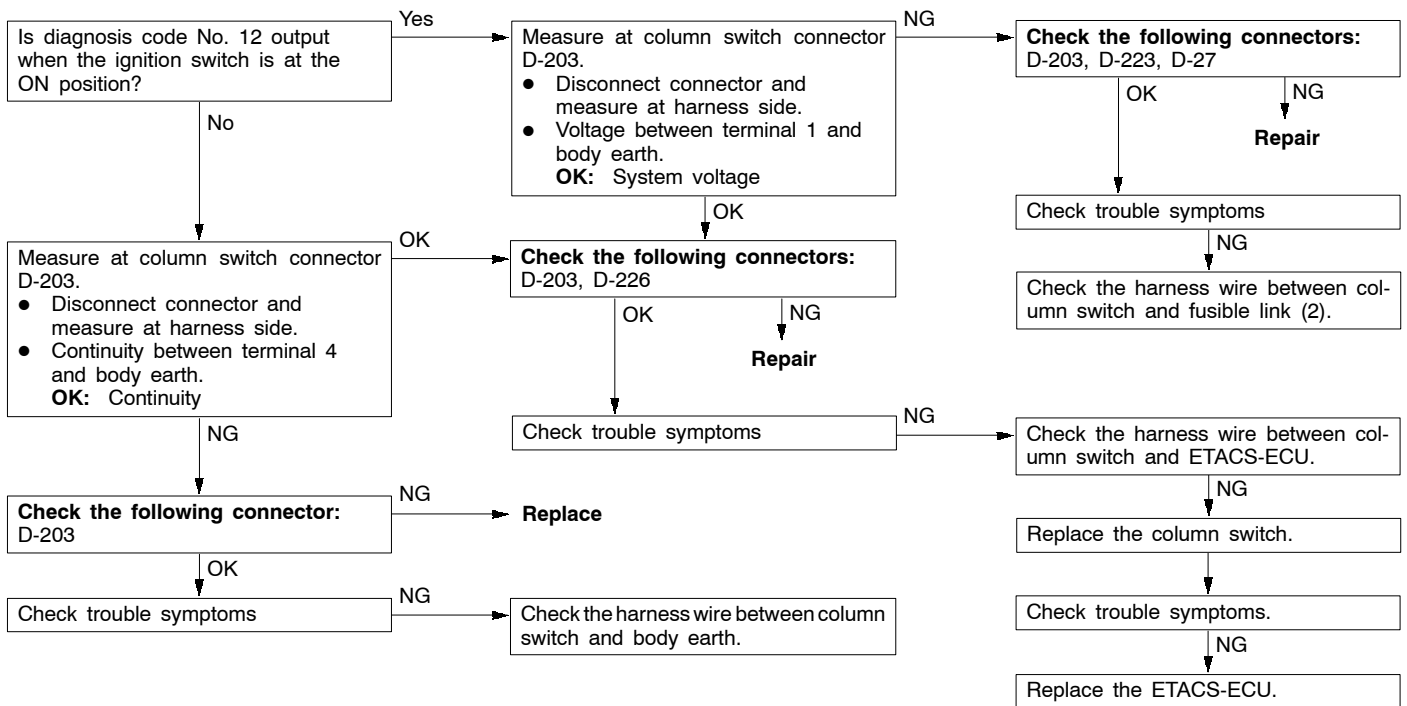 Is diagnosis code No. 12 output
when the ignition switch is at the
ON position?
Yes
No
Measure at column switch connector
D-203.
● Disconnect connector and
measure at harness side.
● Voltage between terminal 1 and
body earth.
OK: System voltage
NG
OK
Check the following connectors:
D-203, D-223, D-27
OK
NG
Repair
Check trouble symptoms
NG
Check the harness wire between col-
umn switch and fusible link (2).
Measure at column switch connector
D-203.
● Disconnect connector and
measure at harness side.
● Continuity between terminal 4
and body earth.
OK: Continuity
OK
NG
Check the following connectors:
D-203, D-226
OK
NG
Repair
Check trouble symptoms
NG
Check the harness wire between col-
umn switch and ETACS-ECU.
NG
Replace the column switch.
Check trouble symptoms.
NG
Replace the ETACS-ECU.
Check the following connector:
D-203
NG
Replace
OK
Check trouble symptoms
NG
Check the harness wire between column
switch and body earth.